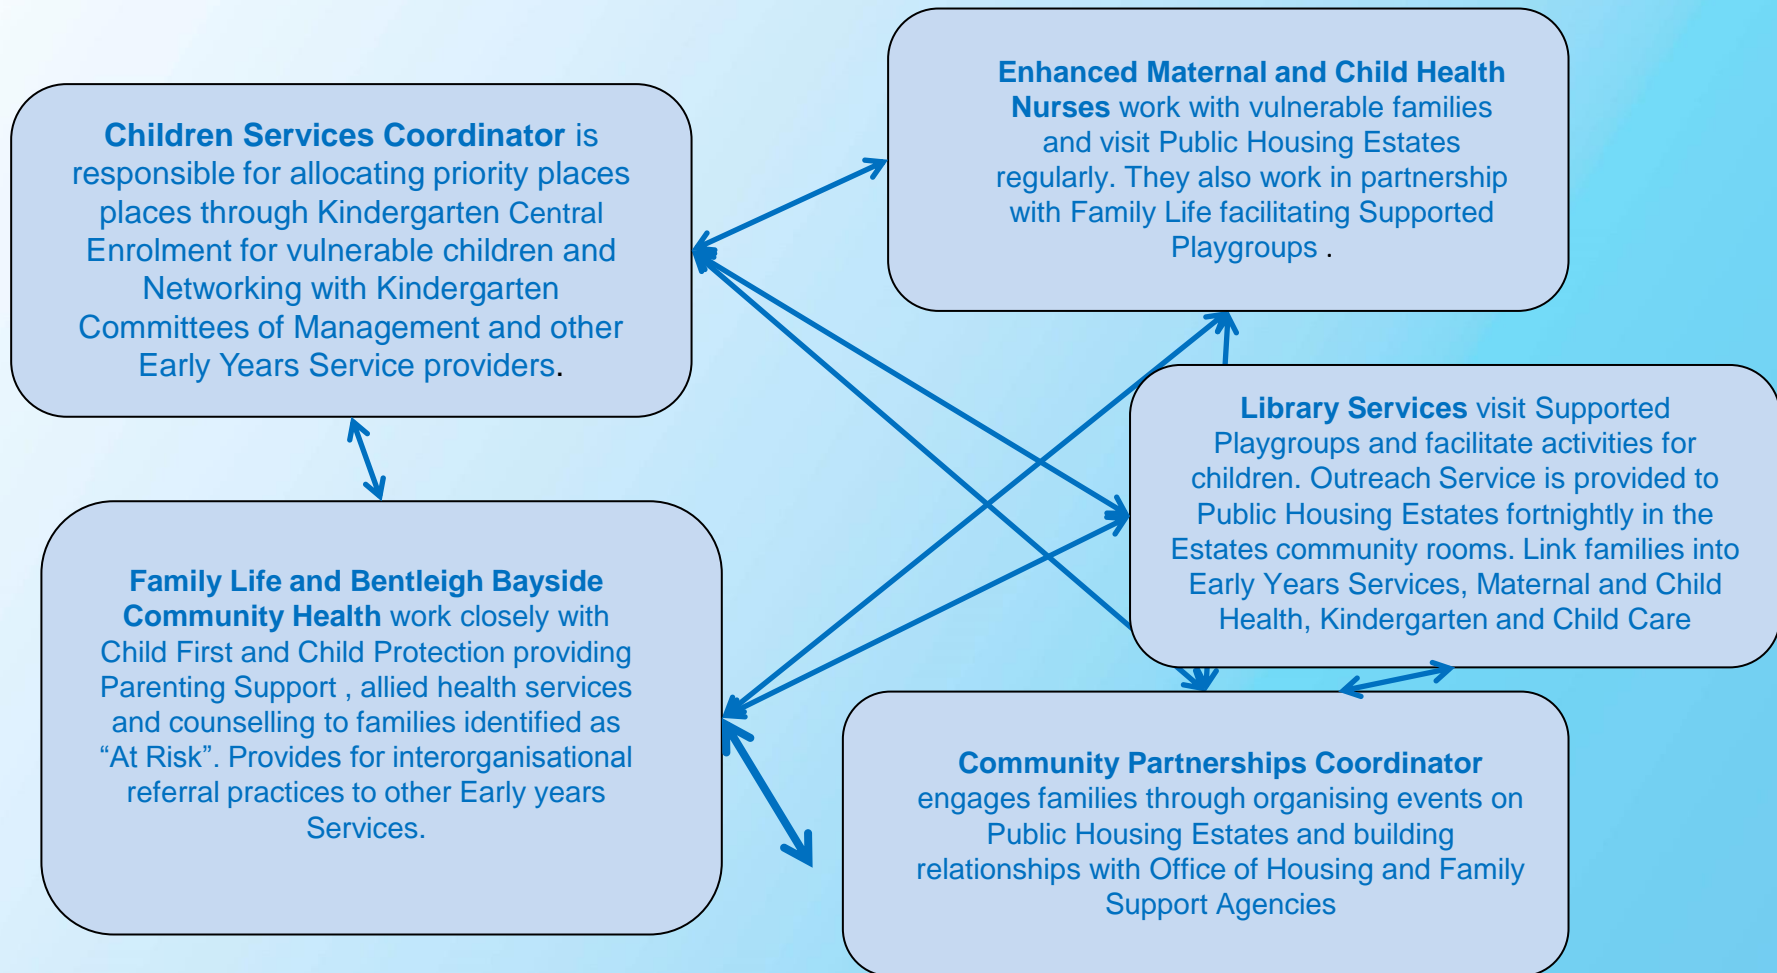 Children Services Coordinator is
responsible for allocating priority places
places through Kindergarten Central
Enrolment for vulnerable children and
Networking with Kindergarten
Committees of Management and other
Early Years Service providers.
Enhanced Maternal and Child Health
Nurses work with vulnerable families
and visit Public Housing Estates
regularly. They also work in partnership
with Family Life facilitating Supported
Playgroups .
Library Services visit Supported
Playgroups and facilitate activities for
children. Outreach Service is provided to
Public Housing Estates fortnightly in the
Estates community rooms. Link families into
Early Years Services, Maternal and Child
Health, Kindergarten and Child Care
Family Life and Bentleigh Bayside
Community Health work closely with
Child First and Child Protection providing
Parenting Support , allied health services
and counselling to families identified as
“At Risk”. Provides for interorganisational
referral practices to other Early years
Services.
Community Partnerships Coordinator
engages families through organising events on
Public Housing Estates and building
relationships with Office of Housing and Family
Support Agencies